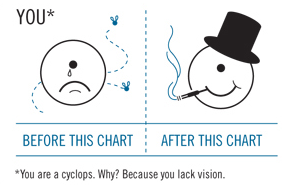 YOU*
BEFORE THIS CHART
AFTER THIS CHART
*You are a cyclops. Why? Because you lack vision.